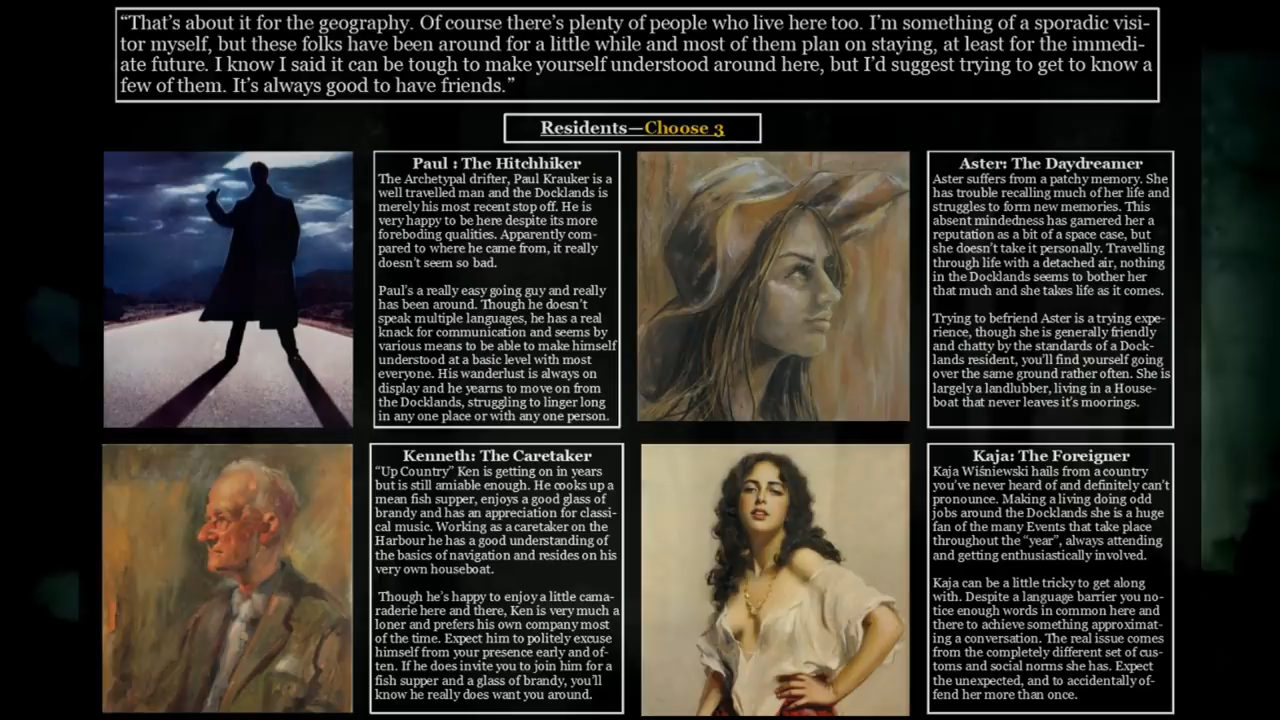 “That’s about it for the geography. Of course there’s plenty of people who live here too. I’m something of a sporadic visi-
tor myself, but these folks have been around for a little while and most of them plan on staying, at least for the immedi-
ate future. I know I said it can be tough to make yourself understood around here, but I’d suggest trying to get to know a
few of them. It’s always good to have friends.”
Residents—Choose 3
Paul : The Hitchhiker
The Archetypal drifter, Paul Krauker is a
well travelled man and the Docklands is
merely his most recent stop off. He is
very happy to be here despite its more
foreboding qualities. Apparently com-
pared to where he came from, it really
doesn’t seem so bad.
Paul’s a really easy going guy and really
has been around. Though he doesn’t
speak multiple languages, he has a real
knack for communication and seems by
various means to be able to make himself
understood at a basic level with most
everyone. His wanderlust is always on
display and he yearns to move on from
the Docklands, struggling to linger long
in any one place or with any one person.
Aster: The Daydreamer
Aster suffers from a patchy memory. She
has trouble recalling much of her life and
struggles to form new memories. This
absent mindedness has garnered her a
reputation as a bit of a space case, but
she doesn’t take it personally. Travelling
through life with a detached air, nothing
in the Docklands seems to bother her
that much and she takes life as it comes.
Trying to befriend Aster is a trying expe-
rience, though she is generally friendly
and chatty by the standards of a Dock-
lands resident, you’ll find yourself going
over the same ground rather often. She is
largely a landlubber, living in a House-
boat that never leaves it’s moorings.
Kenneth: The Caretaker
“Up Country” Ken is getting on in years
but is still amiable enough. He cooks up a
mean fish supper, enjoys a good glass of
brandy and has an appreciation for classi-
cal music. Working as a caretaker on the
Harbour he has a good understanding of
the basics of navigation and resides on his
very own houseboat.
Though he’s happy to enjoy a little cama-
raderie here and there, Ken is very much a
loner and prefers his own company most
of the time. Expect him to politely excuse
himself from your presence early and of-
ten. If he does invite you to join him for a
fish supper and a glass of brandy, you’ll
know he really does want you around.
Kaja: The Foreigner
Kaja Wiśniewski hails from a country
you’ve never heard of and definitely can’t
pronounce. Making a living doing odd
jobs around the Docklands she is a huge
fan of the many Events that take place
throughout the “year”, always attending
and getting enthusiastically involved.
Kaja can be a little tricky to get along
with. Despite a language barrier you no-
tice enough words in common here and
there to achieve something approximat-
ing a conversation. The real issue comes
from the completely different set of cus-
toms and social norms she has. Expect
the unexpected, and to accidentally of-
fend her more than once.